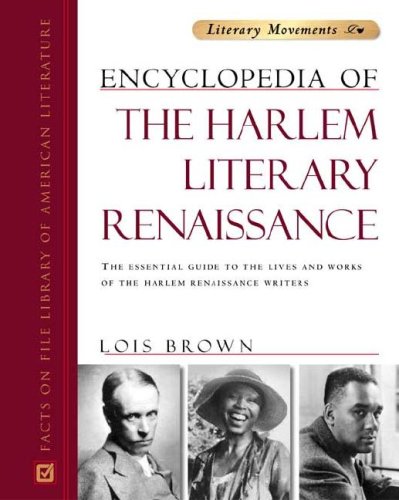 Literary Movements
ENCYCLOPEDIA OF
THE HARLEM
LITERARY
RENAISSANCE
THE ESSENTIAL GUIDE TO THE LIVES AND WORKS
OF THE HARLEM RENAISSANCE WRITERS
LOIS BROWN
FACTS ON FILE LIBRARY OF AMERICAN LITERATURE